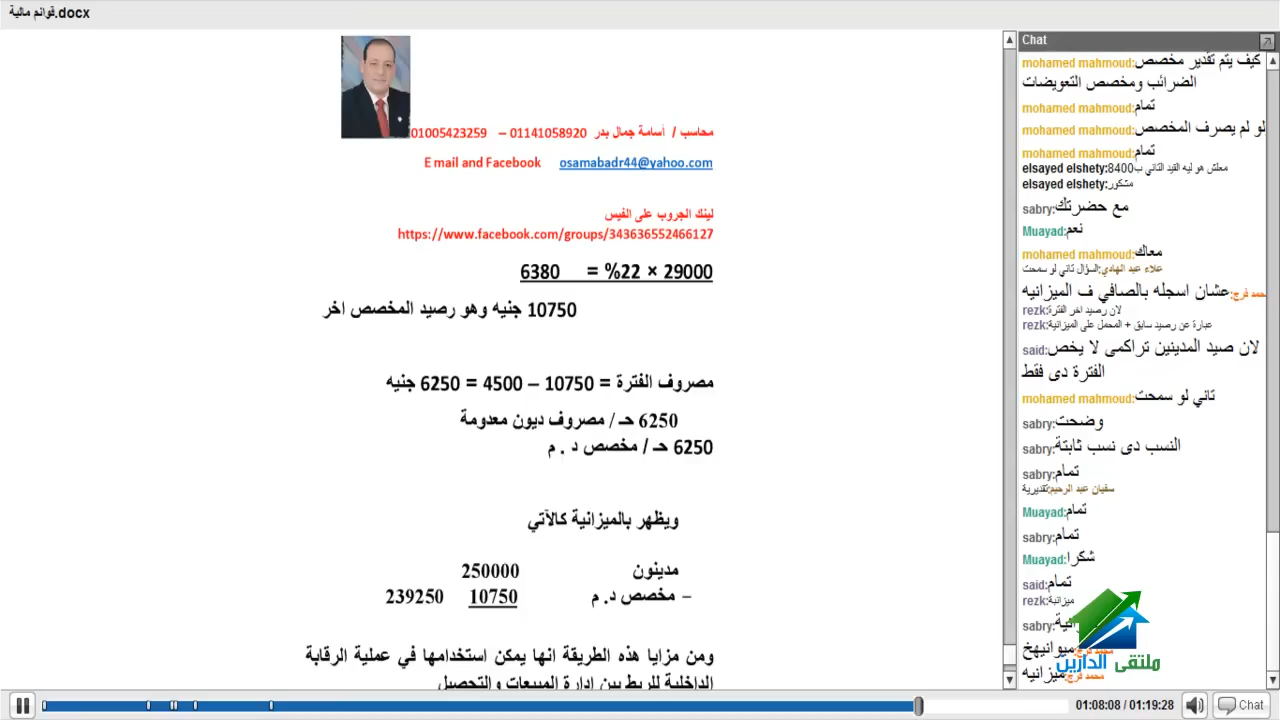 قوائم مالية.docx
محاسب / أسامة جمال بدر 01141058920 – 01005423259
E mail and Facebook osamabadr44@yahoo.com
لينك الجروب على الفيس
https://www.facebook.com/groups/343636552466127
29000 × 22% = 6380
10750 جنيه وهو رصيد المخصص اخر
مصروف الفترة = 10750 – 4500 = 6250 جنيه
6250 حـ / مصروف ديون معدومة
6250 حـ / مخصص د . م
ويظهر بالميزانية كالآتي
مدينون 250000
– مخصص د. م 10750 239250
ومن مزايا هذه الطريقة انها يمكن استخدامها في عملية الرقابة
الداخلية للربط بين إدارة المبيعات والتحصيل
Chat
mohamed mahmoud: كيف يتم تقدير مخصص
الضرائب ومخصص التعويضات
mohamed mahmoud: تمام
mohamed mahmoud: لو لم يصرف المخصص
mohamed mahmoud: تمام
elsayed elshety: معلش هو ليه القيد التاني ب8400
elsayed elshety: متشكور
sabry: مع حضرتك
Muayad: نعم
mohamed mahmoud: معاك
علاء عبد الهادي: السؤال تاني لو سمحت
محمد فرج: عشان اسجله بالصافي ف الميزانيه
rezk: لان رصيد اخر الفترة
rezk: عبارة عن رصيد سابق + المحمل على الميزانية
said: لان صيد المدينين تراكمى لا يخص
الفترة دى فقط
mohamed mahmoud: تاني لو سمحت
sabry: وضحت
sabry: النسب دى نسب ثابتة
sabry: تمام
سفيان عبد الرحيم: تقديرية
Muayad: تمام
sabry: تمام
Muayad: شكرا
said: تمام
rezk: ميزانية
sabry:
محمد فرج: ميوانيهخ
محمد فرج: ميزانيه
ملتقى الدارين
01:08:08 / 01:19:28
Chat